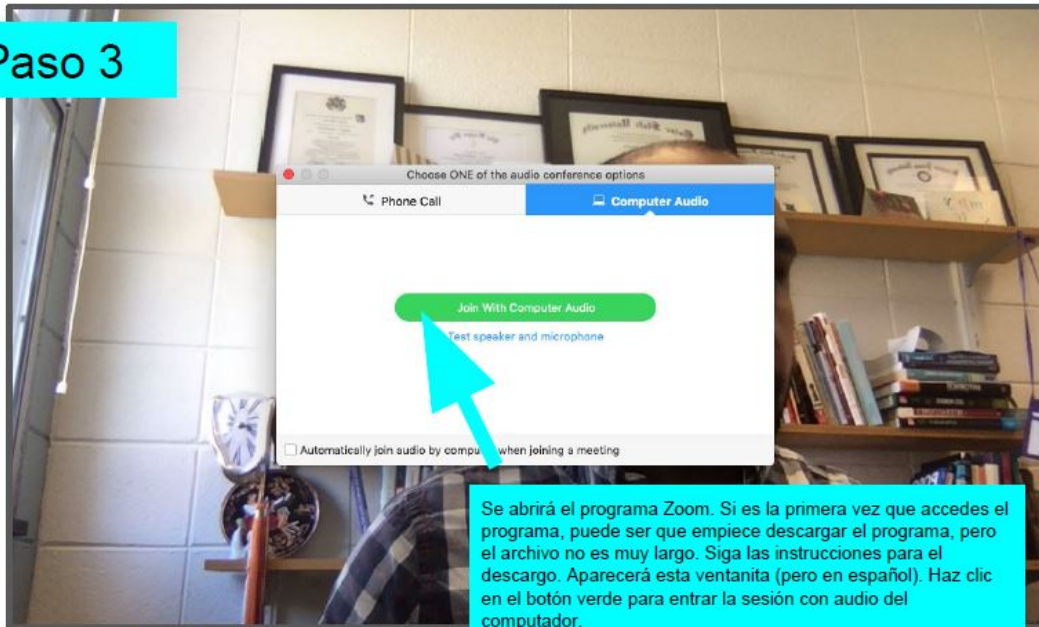 Paso 3
Choose ONE of the audio conference options
Phone Call
Computer Audio
Join With Computer Audio
Test speaker and microphone
Automatically join audio by compu when joining a meeting
Se abrirá el programa Zoom. Si es la primera vez que accedes el
programa, puede ser que empiece descargar el programa, pero
el archivo no es muy largo. Siga las instrucciones para el
descargo. Aparecerá esta ventanita (pero en español). Haz clic
en el botón verde para entrar la sesión con audio del
computador.